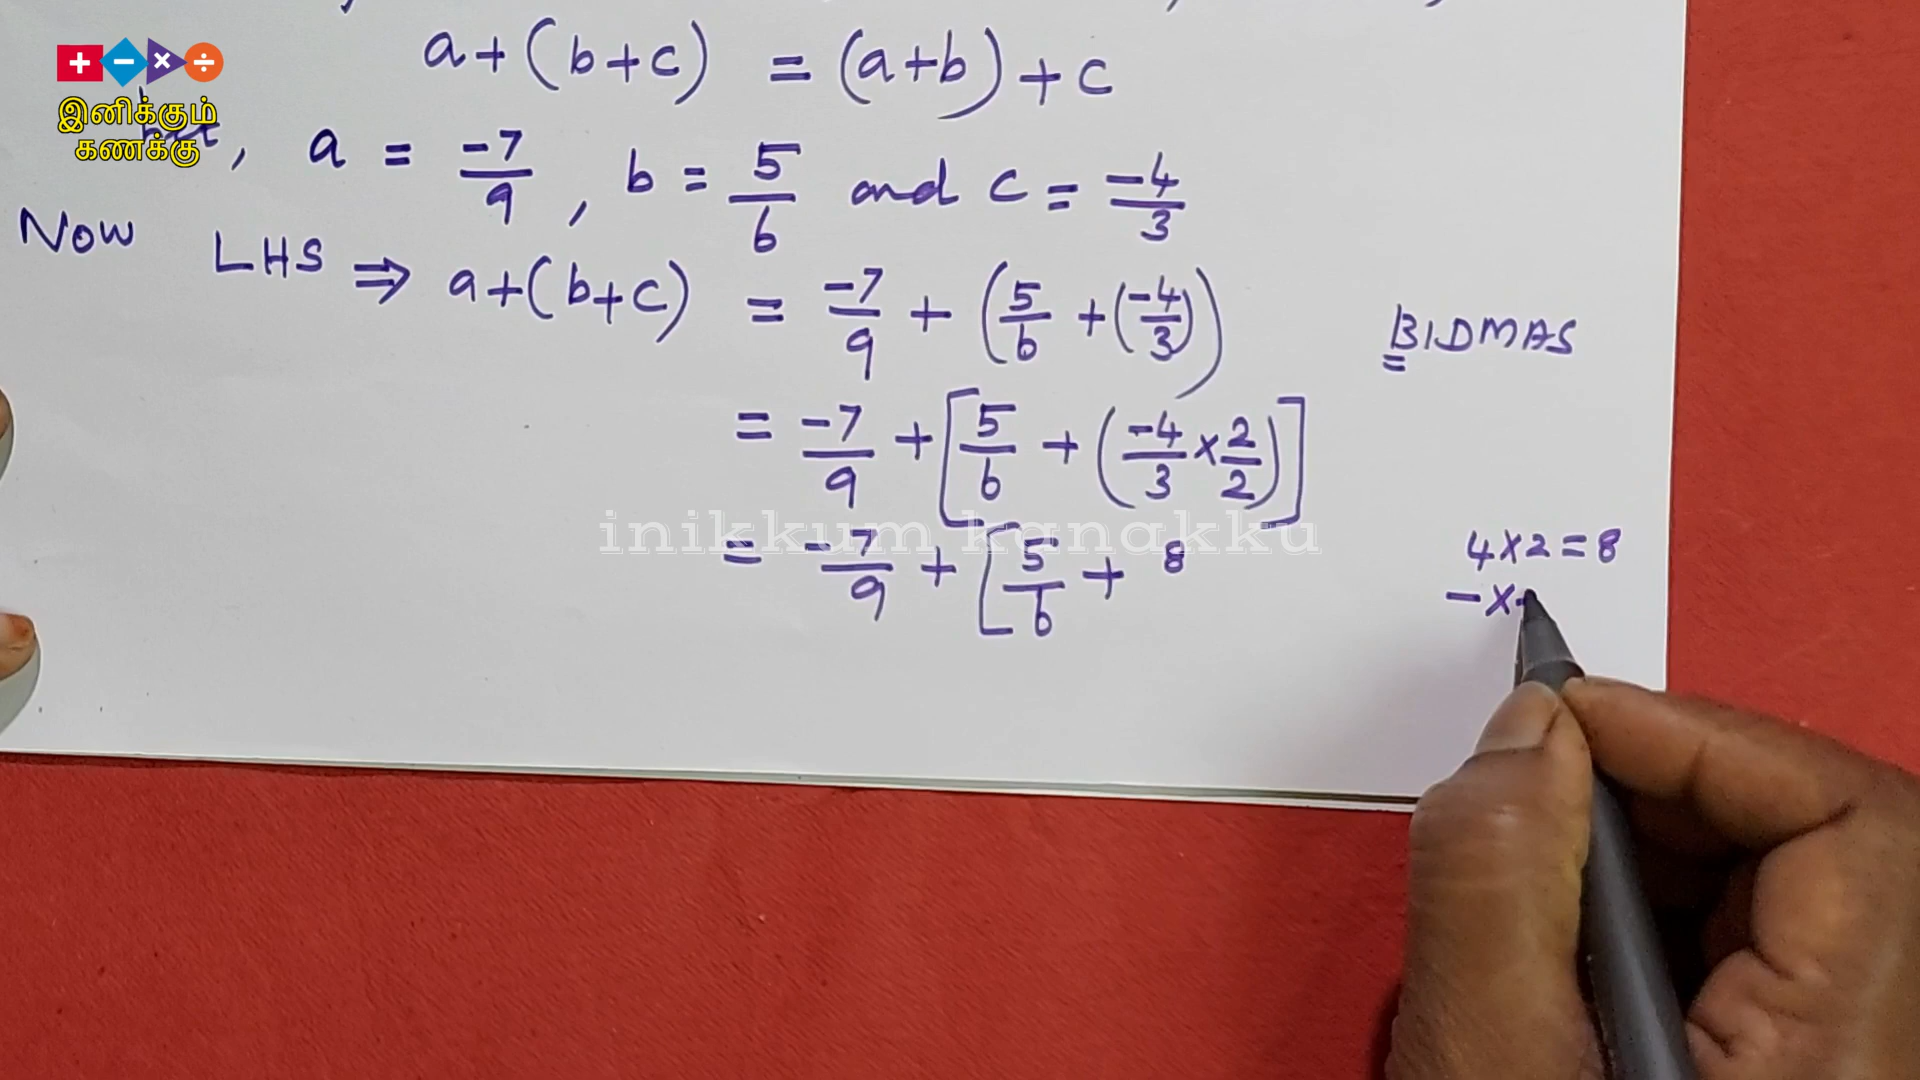 + − × ÷
இனிக்கும்
கணக்கு
a + (b+c) = (a+b) + c
, a = -7/9, b = 5/6 and c = -4/3
Now LHS ⇒ a+(b+c) = -7/9 + (5/6 + (-4/3))
BIDMAS
= -7/9 + [5/6 + (-4/3 × 2/2)]
inikkum kanakku
= -7/9 + [5/6 + 8
4×2=8
-×